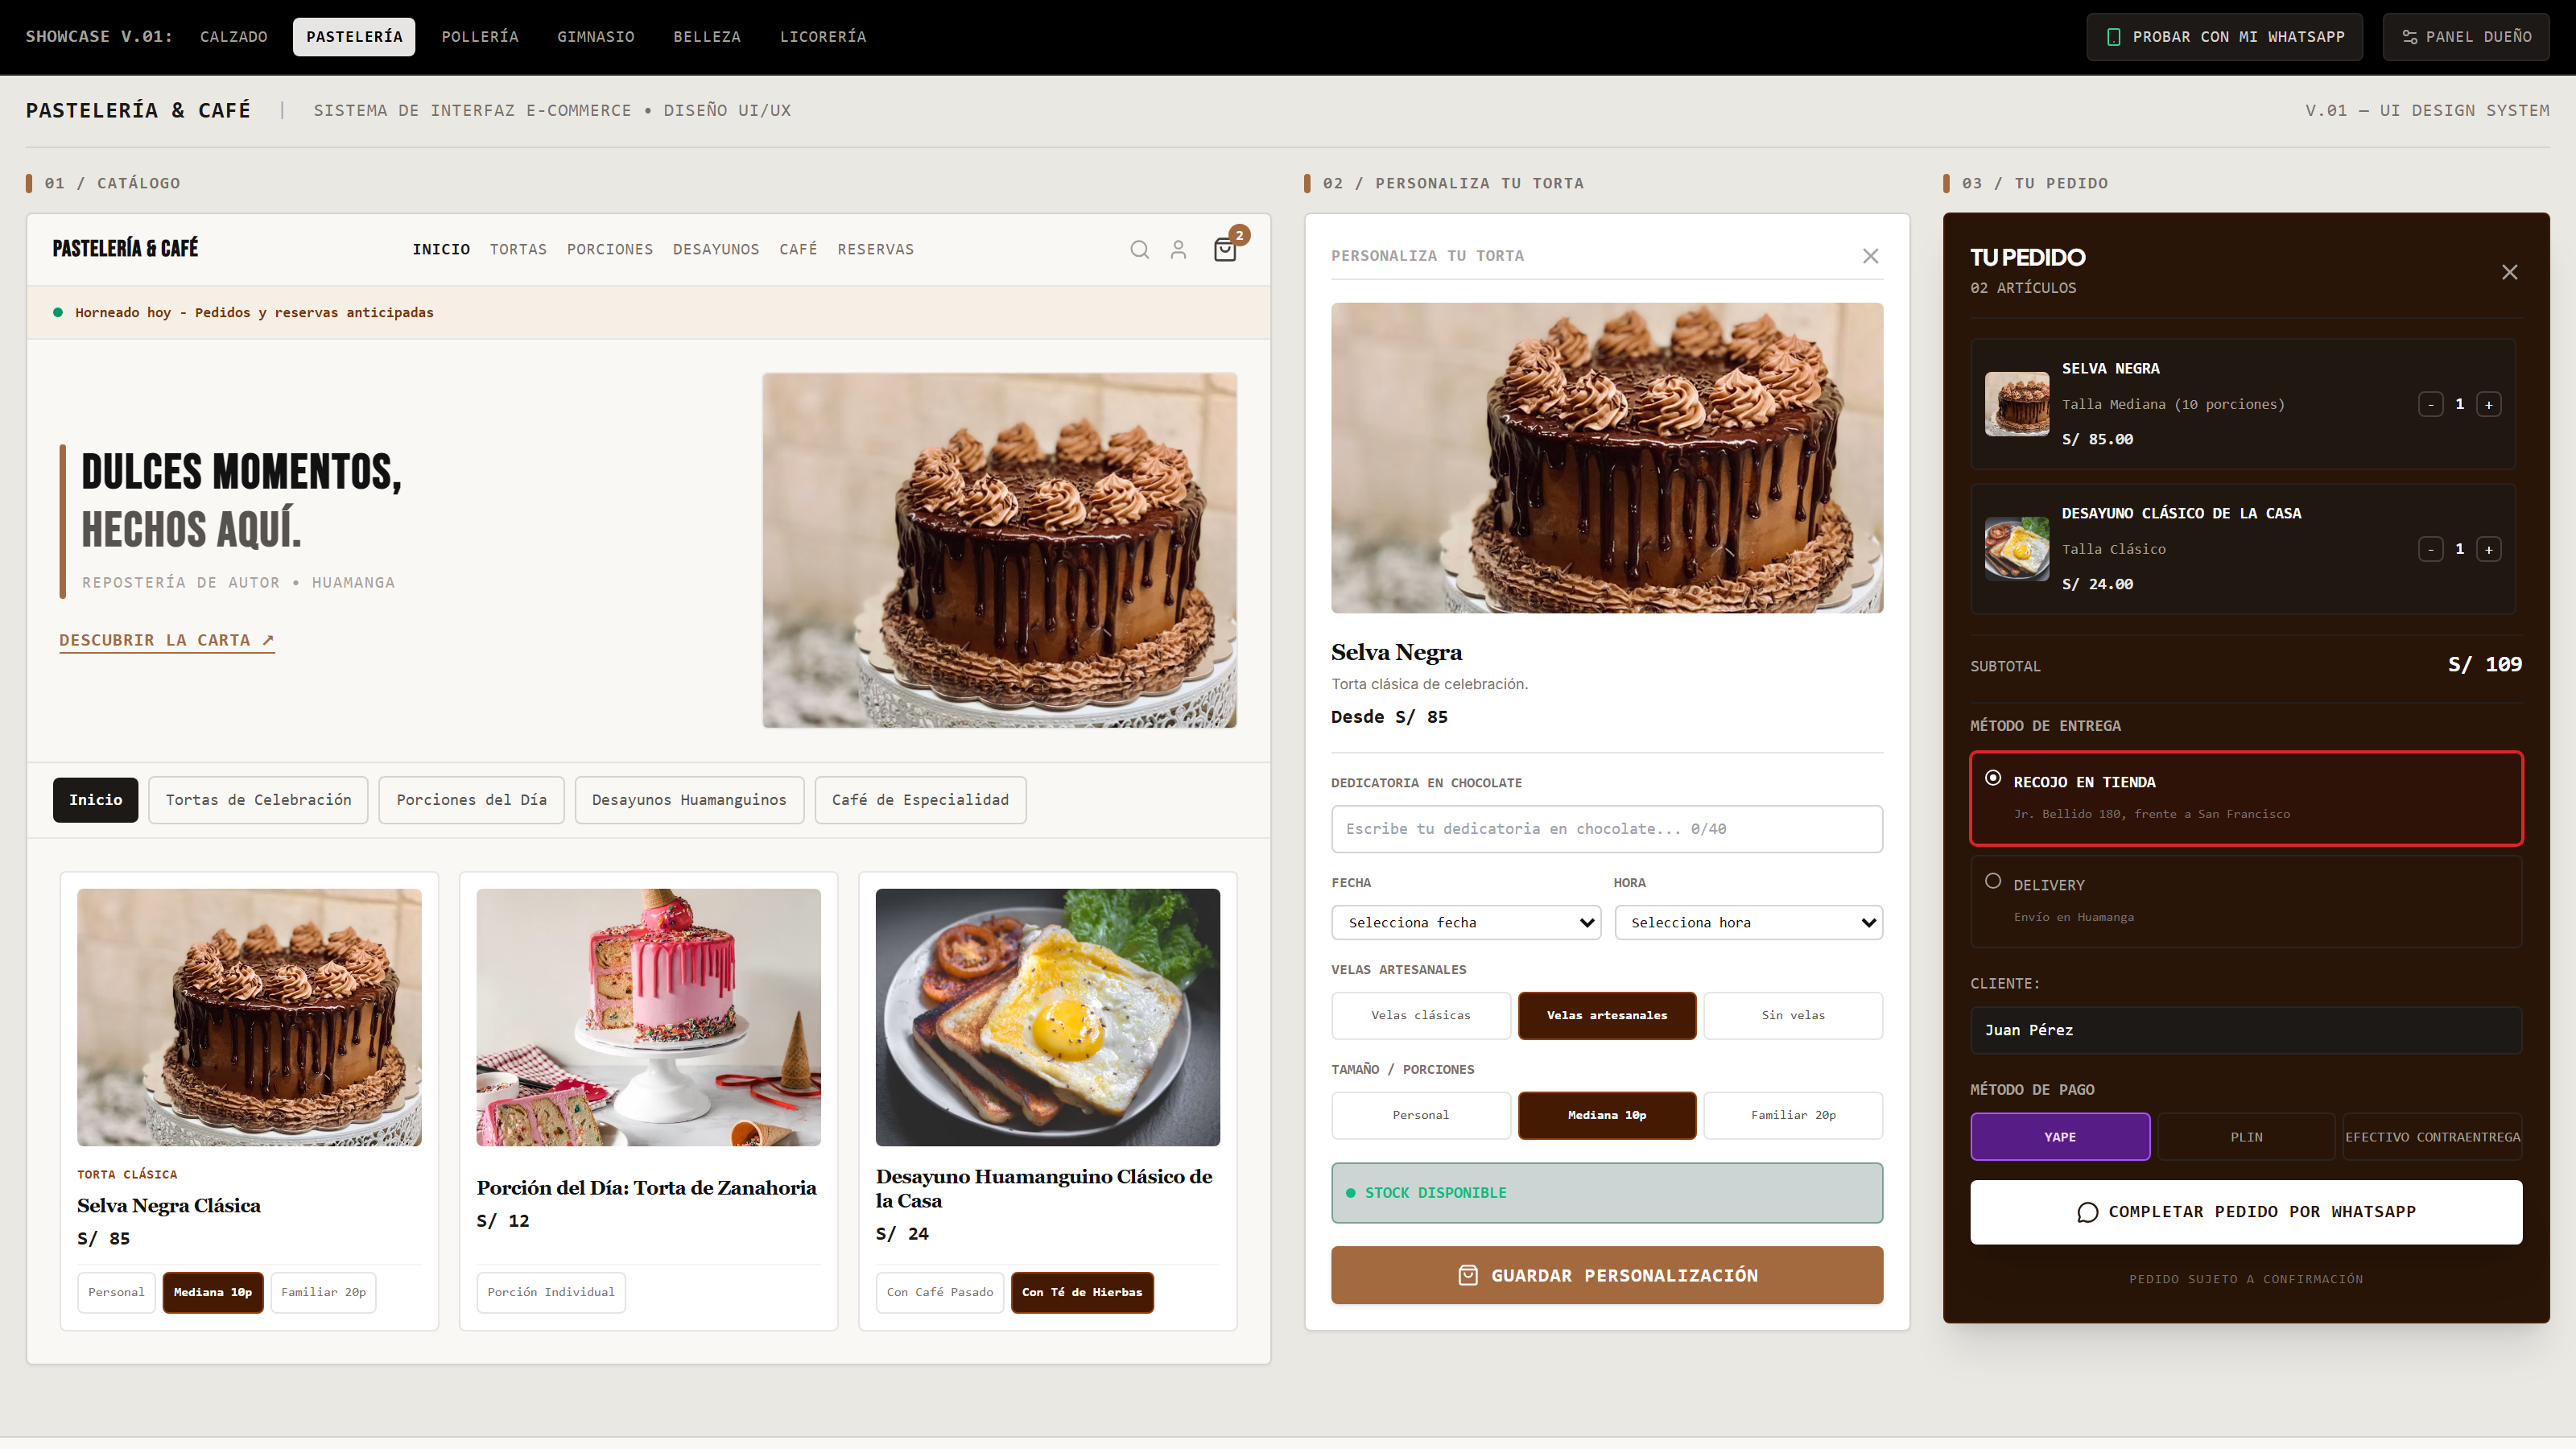 SHOWCASE V.01: CALZADO PASTELERÍA POLLERÍA GIMNASIO BELLEZA LICORERÍA PROBAR CON MI WHATSAPP PANEL DUEÑO
PASTELERÍA & CAFÉ | SISTEMA DE INTERFAZ E-COMMERCE • DISEÑO UI/UX V.01 — UI DESIGN SYSTEM
01 / CATÁLOGO
PASTELERÍA & CAFÉ INICIO TORTAS PORCIONES DESAYUNOS CAFÉ RESERVAS 2
Horneado hoy - Pedidos y reservas anticipadas
DULCES MOMENTOS,
HECHOS AQUÍ.
REPOSTERÍA DE AUTOR • HUAMANGA
DESCUBRIR LA CARTA ↗
Inicio Tortas de Celebración Porciones del Día Desayunos Huamanguinos Café de Especialidad
TORTA CLÁSICA
Selva Negra Clásica
S/ 85
Personal Mediana 10p Familiar 20p
Porción del Día: Torta de Zanahoria
S/ 12
Porción Individual
Desayuno Huamanguino Clásico de
la Casa
S/ 24
Con Café Pasado Con Té de Hierbas
02 / PERSONALIZA TU TORTA
PERSONALIZA TU TORTA
Selva Negra
Torta clásica de celebración.
Desde S/ 85
DEDICATORIA EN CHOCOLATE
Escribe tu dedicatoria en chocolate... 0/40
FECHA HORA
Selecciona fecha Selecciona hora
VELAS ARTESANALES
Velas clásicas Velas artesanales Sin velas
TAMAÑO / PORCIONES
Personal Mediana 10p Familiar 20p
STOCK DISPONIBLE
GUARDAR PERSONALIZACIÓN
03 / TU PEDIDO
TU PEDIDO
02 ARTÍCULOS
SELVA NEGRA
Talla Mediana (10 porciones)
- 1 +
S/ 85.00
DESAYUNO CLÁSICO DE LA CASA
Talla Clásico
- 1 +
S/ 24.00
SUBTOTAL S/ 109
MÉTODO DE ENTREGA
RECOJO EN TIENDA
Jr. Bellido 180, frente a San Francisco
DELIVERY
Envío en Huamanga
CLIENTE:
Juan Pérez
MÉTODO DE PAGO
YAPE PLIN EFECTIVO CONTRAENTREGA
COMPLETAR PEDIDO POR WHATSAPP
PEDIDO SUJETO A CONFIRMACIÓN